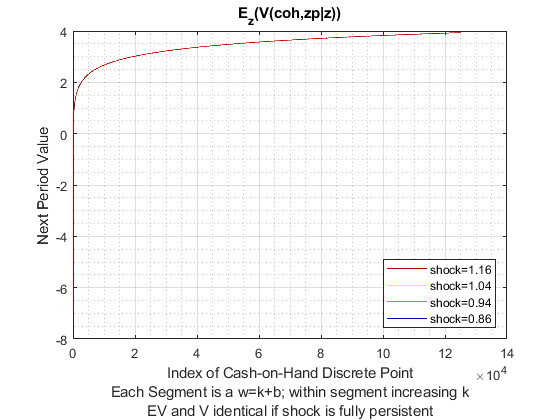 E_z(V(coh,zp|z))
4
2
0
-2
-4
-6
-8
Next Period Value
shock=1.16
shock=1.04
shock=0.94
shock=0.86
0 2 4 6 8 10 12 14
×10^4
Index of Cash-on-Hand Discrete Point
Each Segment is a w=k+b; within segment increasing k
EV and V identical if shock is fully persistent